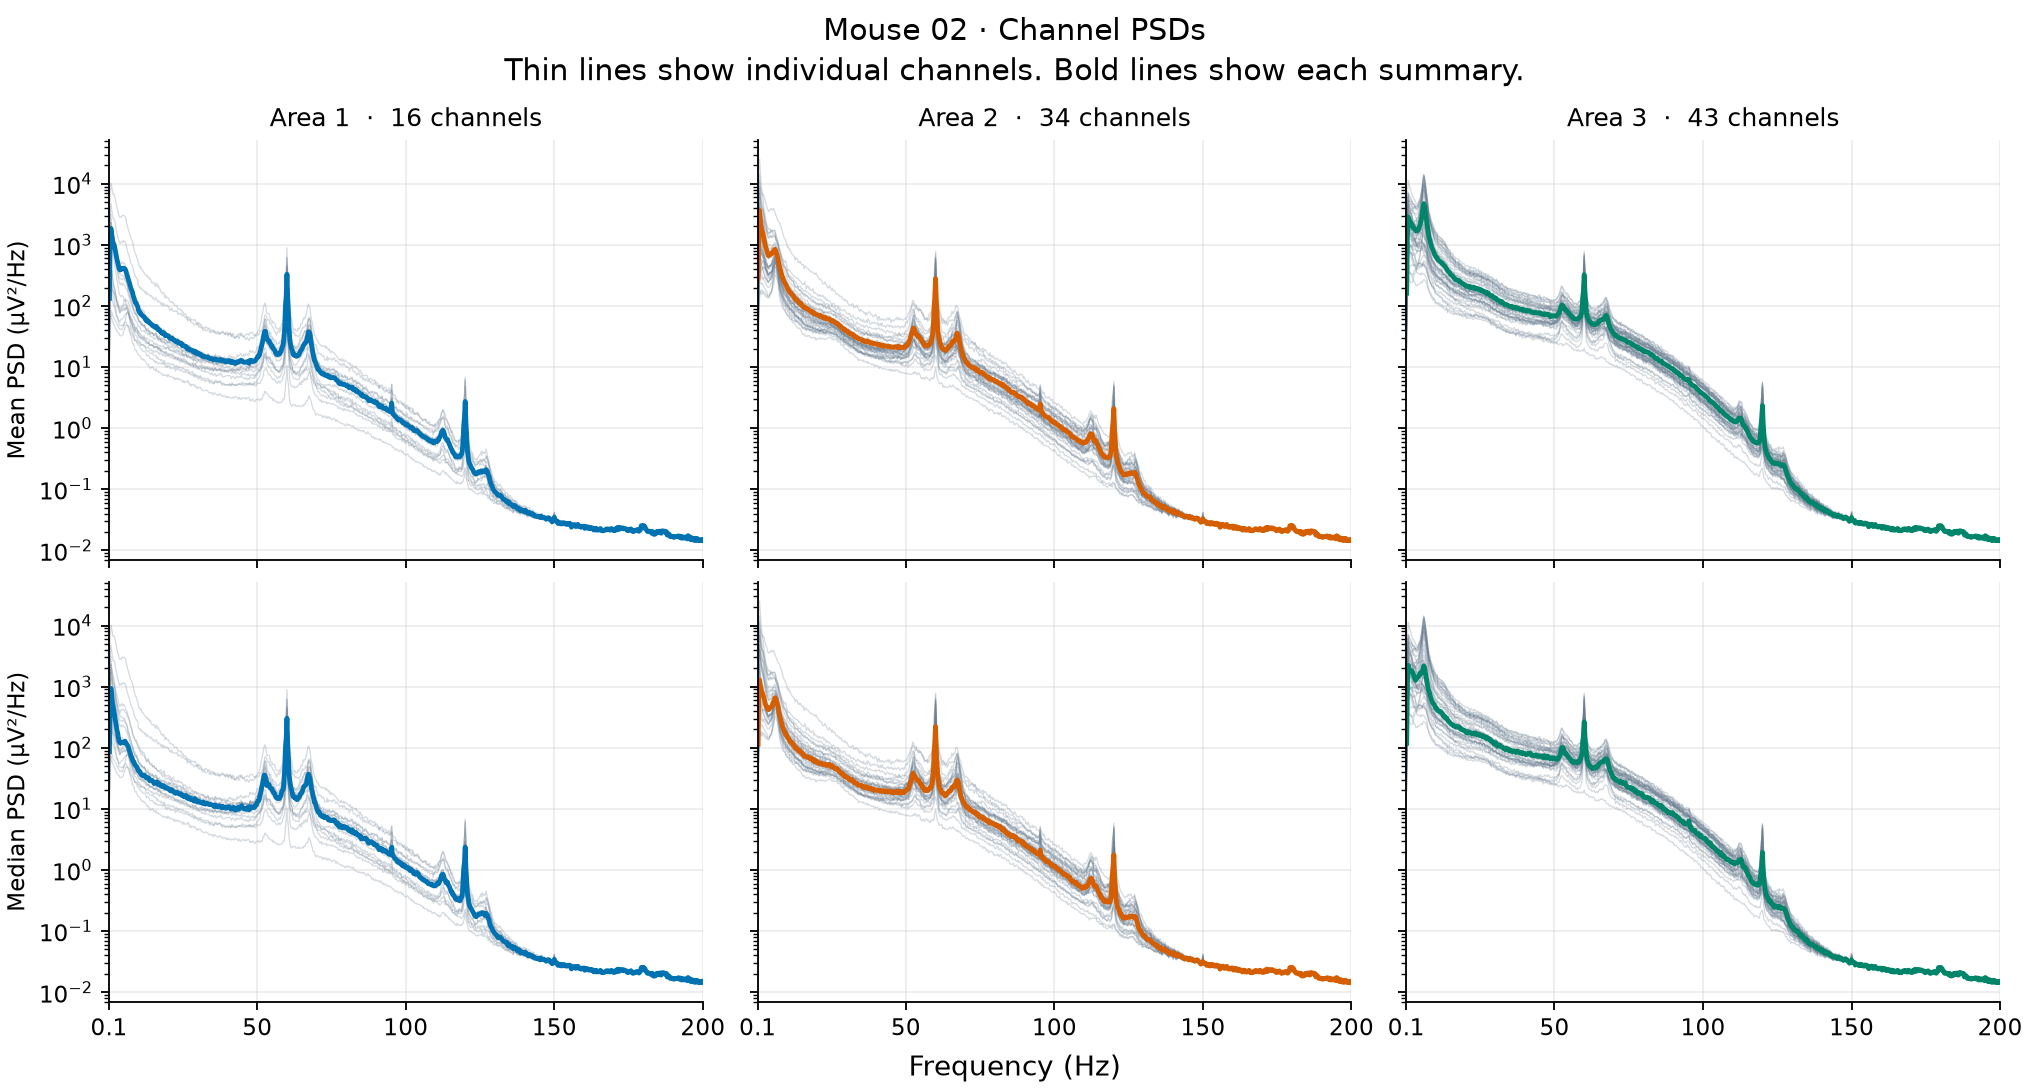 Mouse 02 · Channel PSDs
Thin lines show individual channels. Bold lines show each summary.
Area 1 · 16 channels
Area 2 · 34 channels
Area 3 · 43 channels
Mean PSD (µV²/Hz)
10⁴
10³
10²
10¹
10⁰
10⁻¹
10⁻²
Median PSD (µV²/Hz)
10⁴
10³
10²
10¹
10⁰
10⁻¹
10⁻²
0.1 50 100 150 200
0.1 50 100 150 200
0.1 50 100 150 200
Frequency (Hz)